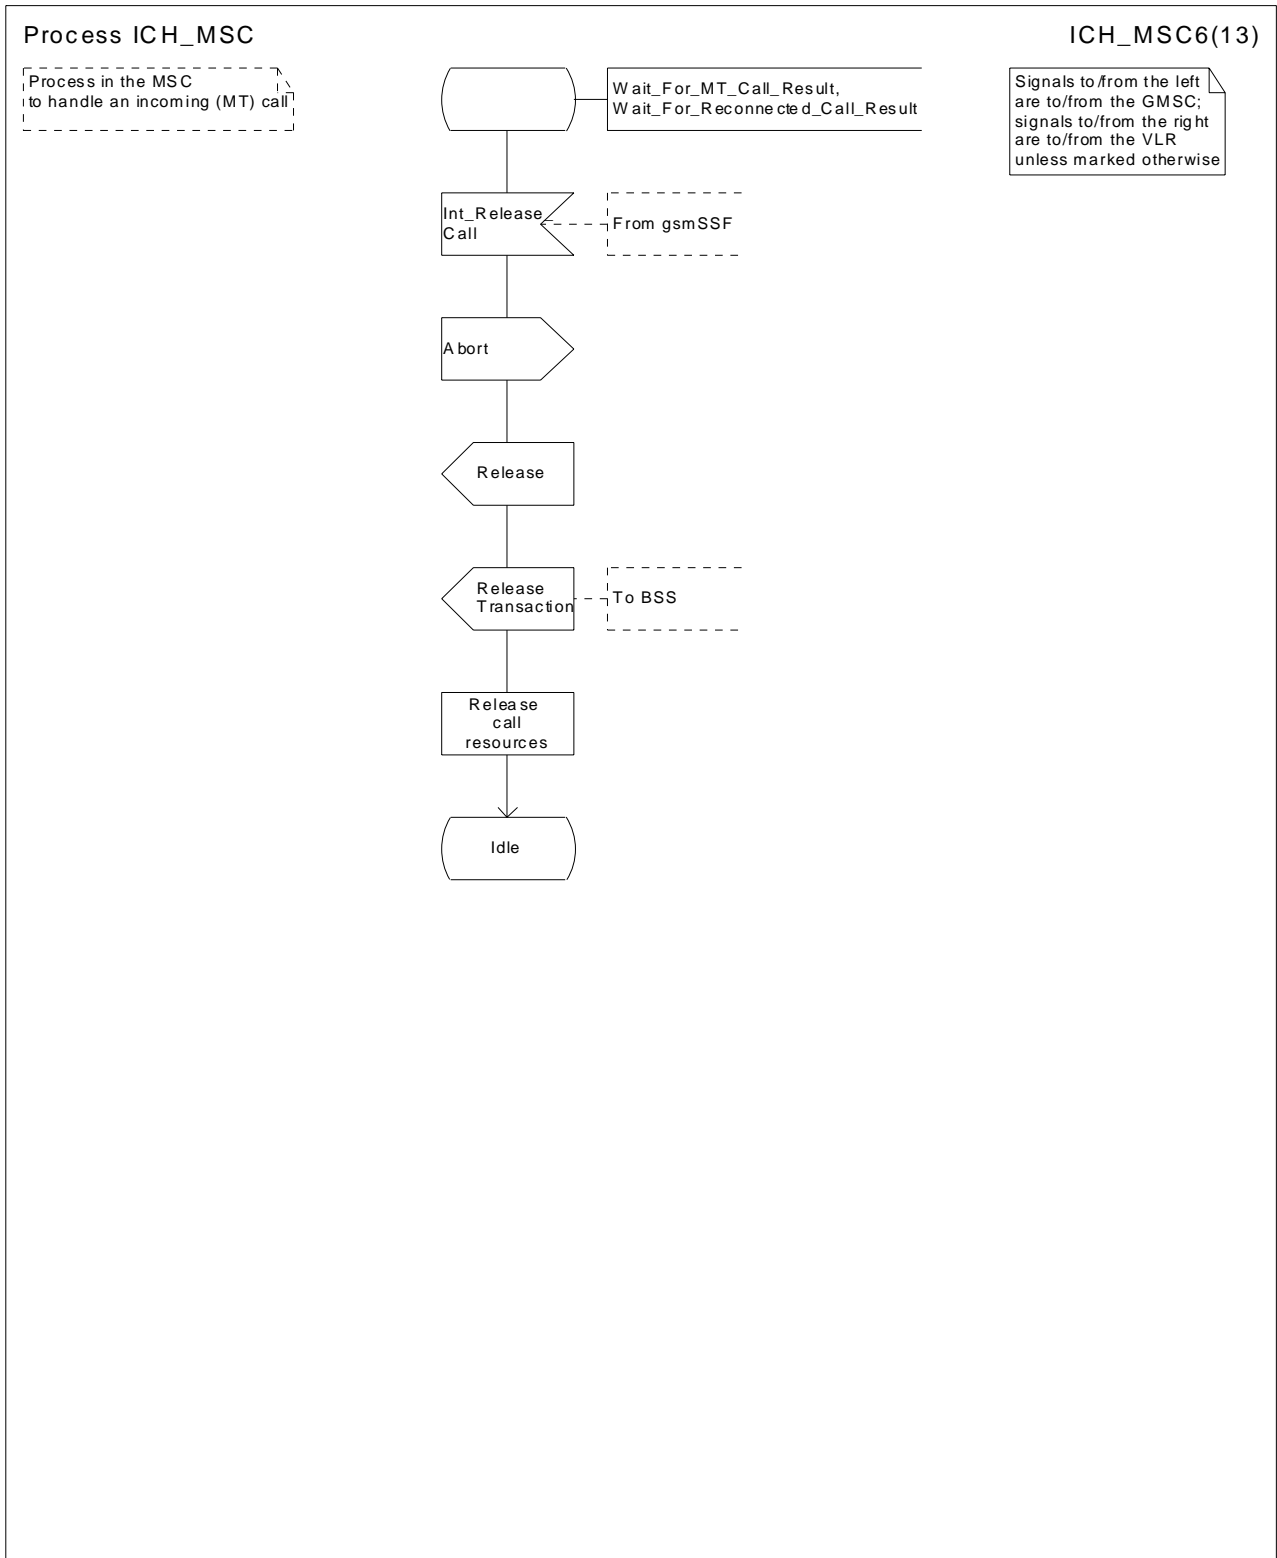 Process ICH_MSC
ICH_MSC6(13)
Process in the MSC
to handle an incoming (MT) call
Wait_For_MT_Call_Result,
Wait_For_Reconnected_Call_Result
Signals to/from the left
are to/from the GMSC;
signals to/from the right
are to/from the VLR
unless marked otherwise
Int_Release_
Call
From gsmSSF
Abort
Release
Release
Transaction
To BSS
Release
call
resources
Idle